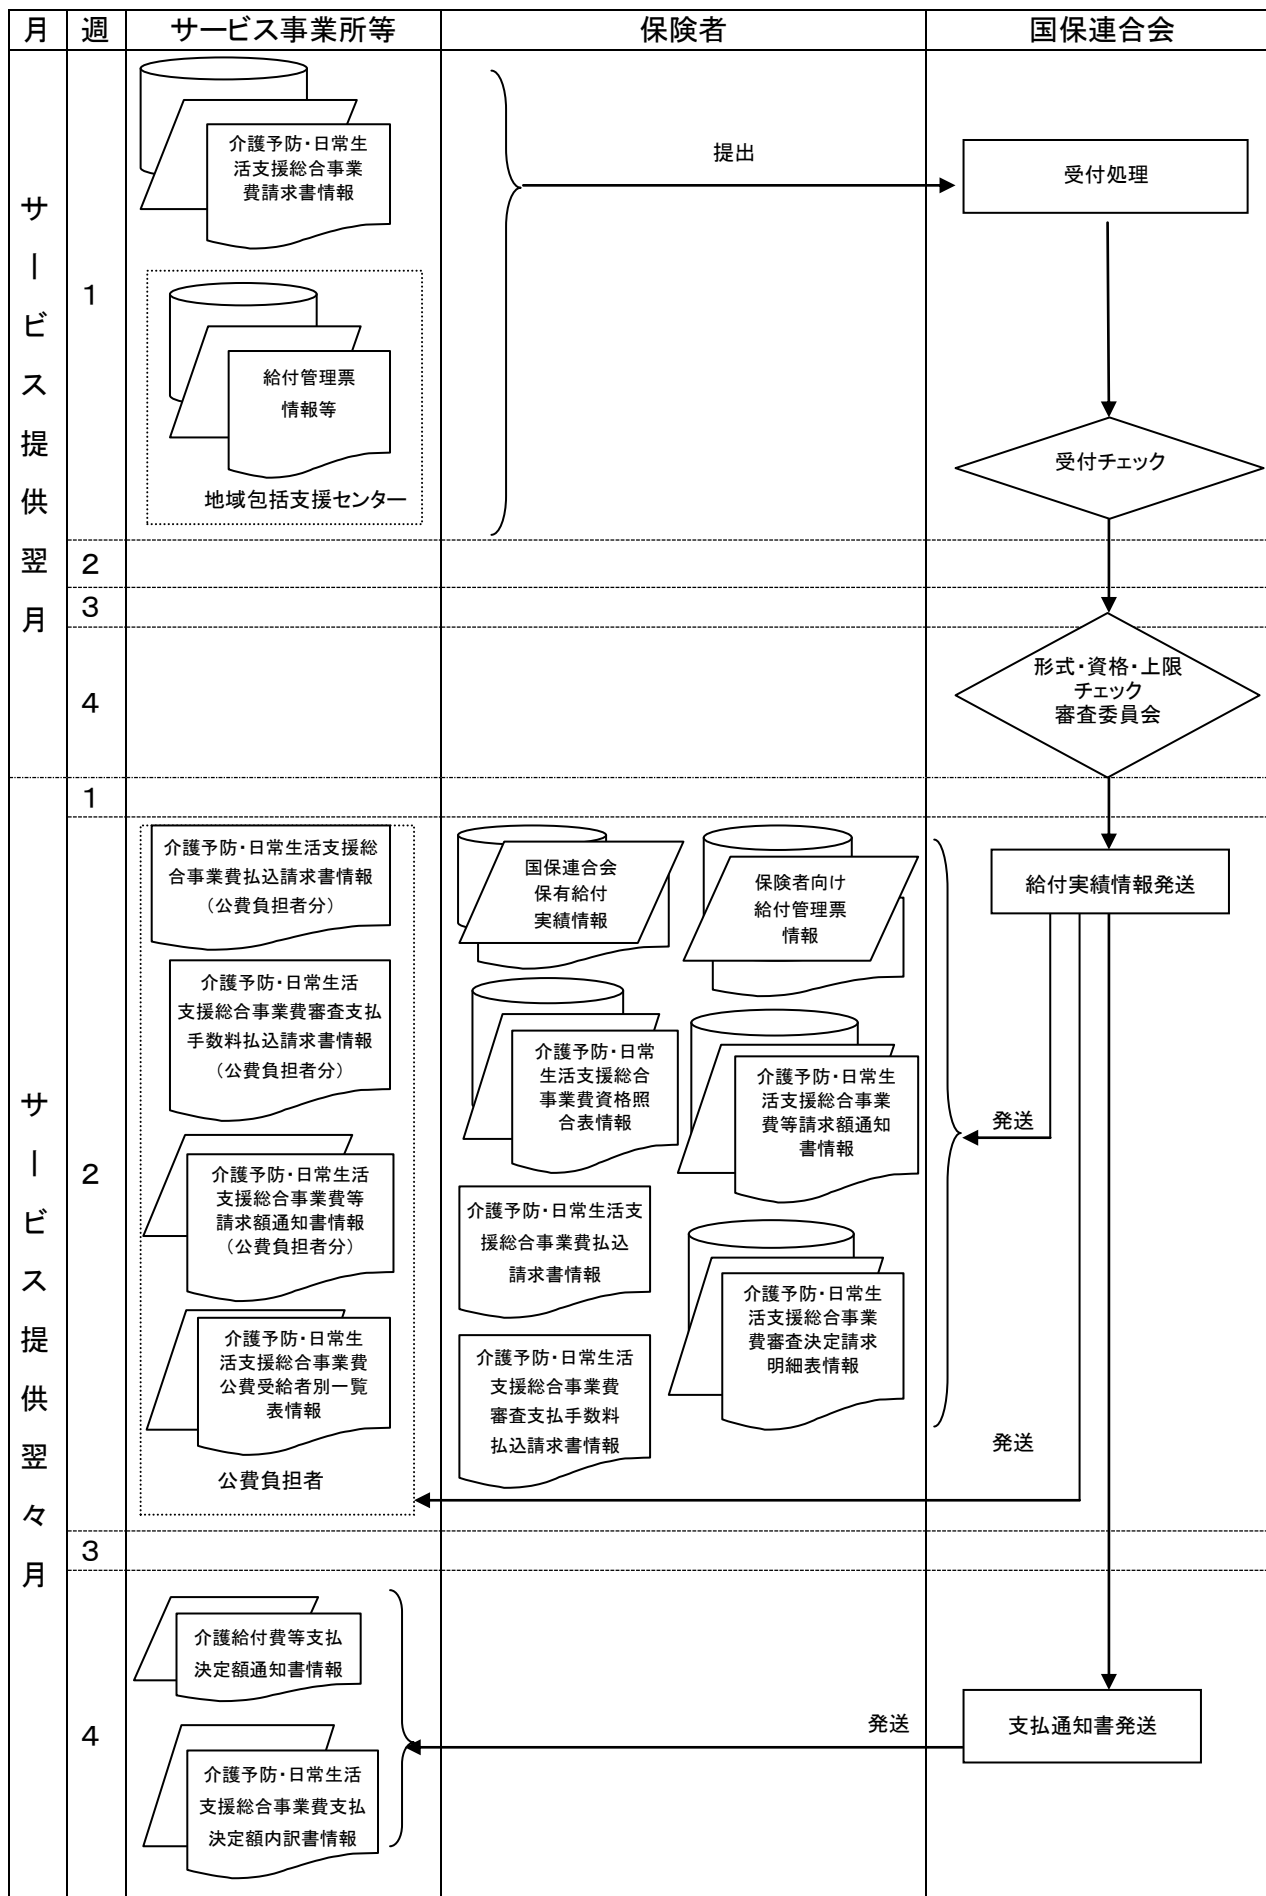 月
週
サービス事業所等
保険者
国保連合会
サービス提供翌月
1
介護予防・日常生
活支援総合事業
費請求書情報
給付管理票
情報等
地域包括支援センター
提出
受付処理
受付チェック
2
3
4
形式・資格・上限
チェック
審査委員会
サービス提供翌々月
1
2
介護予防・日常生活支援総
合事業費払込請求書情報
（公費負担者分）
介護予防・日常生活
支援総合事業費審査支払
手数料払込請求書情報
（公費負担者分）
介護予防・日常生活
支援総合事業費等
請求額通知書情報
（公費負担者分）
介護予防・日常生
活支援総合事業費
公費受給者別一覧
表情報
公費負担者
国保連合会
保有給付
実績情報
保険者向け
給付管理票
情報
介護予防・日常
生活支援総合
事業費資格照
合表情報
介護予防・日常生
活支援総合事業
費等請求額通知
書情報
介護予防・日常生活支
援総合事業費払込
請求書情報
介護予防・日常生
活支援総合事業
費審査決定請求
明細表情報
介護予防・日常生活
支援総合事業費
審査支払手数料
払込請求書情報
給付実績情報発送
発送
発送
3
4
介護給付費等支払
決定額通知書情報
介護予防・日常生活
支援総合事業費支払
決定額内訳書情報
発送
支払通知書発送